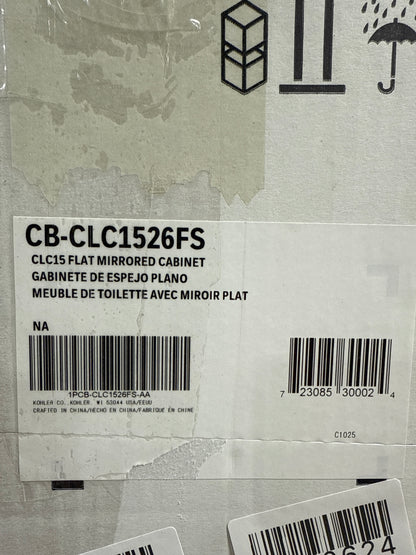 CB-CLC1526FS
CLC15 FLAT MIRRORED CABINET
GABINETE DE ESPEJO PLANO
MEUBLE DE TOILETTE AVEC MIROIR PLAT
NA
1PCB-CLC1526FS-AA
KOHLER CO. KOHLER, WI 53044 USA/EEUU
CRAFTED IN CHINA/HECHO EN CHINA/FABRIQUÉ EN CHINE
7 23085 30002 4
C1025